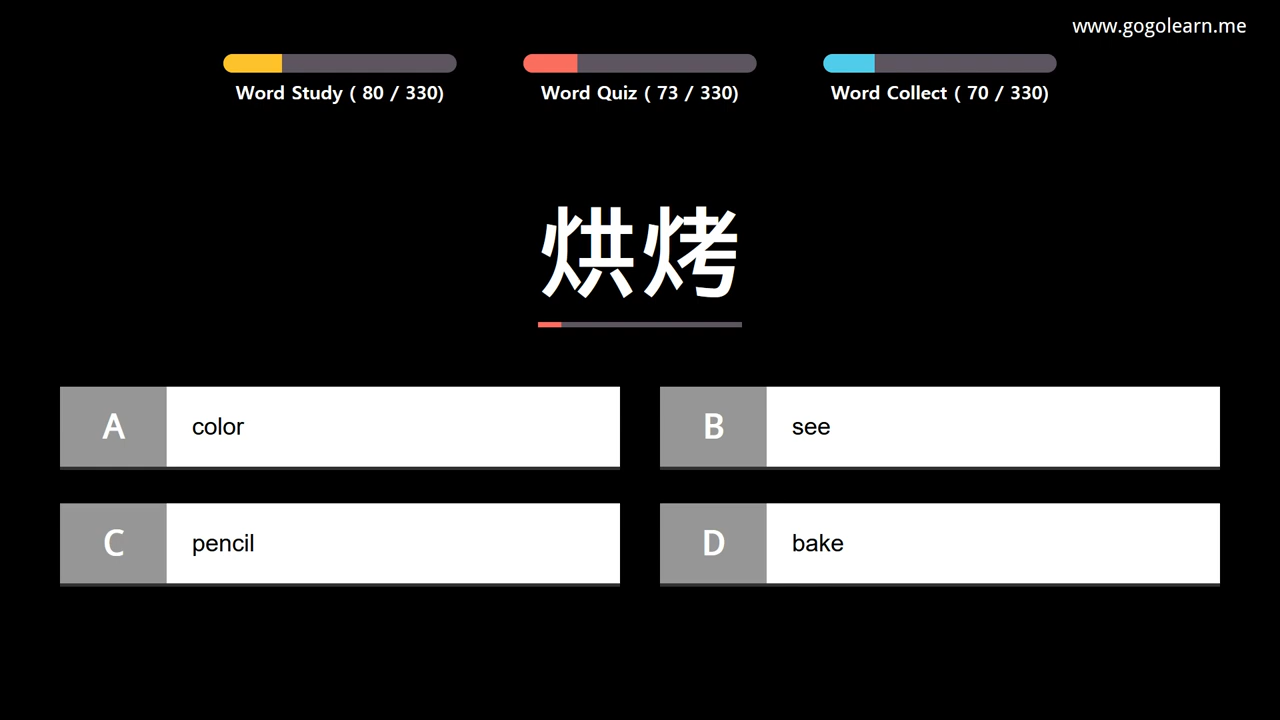 www.gogolearn.me
Word Study ( 80 / 330)
Word Quiz ( 73 / 330)
Word Collect ( 70 / 330)
烘烤
A color
B see
C pencil
D bake